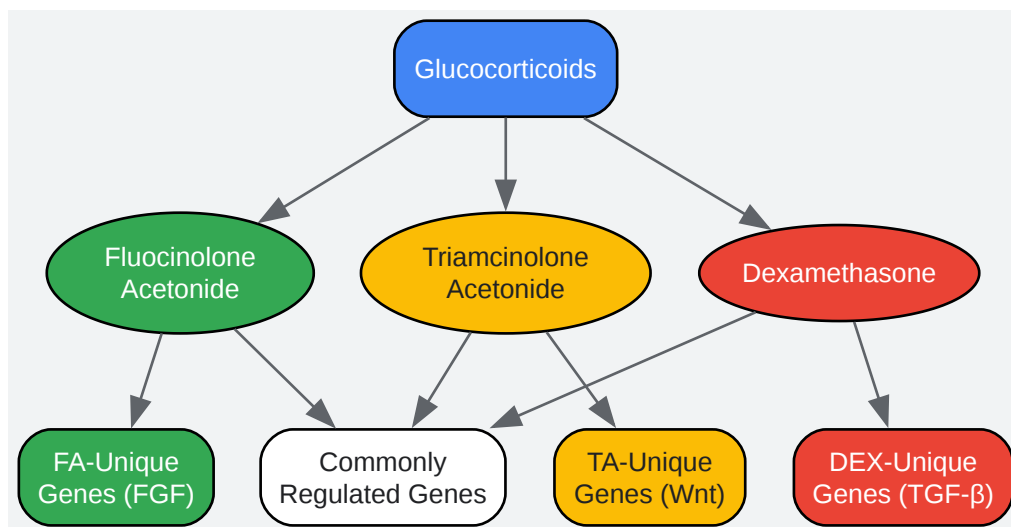 Glucocorticoids
Fluocinolone
Acetonide
Triamcinolone
Acetonide
Dexamethasone
FA-Unique
Genes (FGF)
Commonly
Regulated Genes
TA-Unique
Genes (Wnt)
DEX-Unique
Genes (TGF-β)